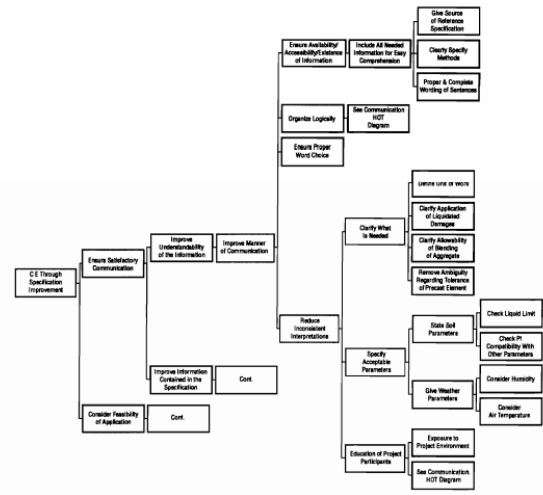 Give Source
of Reference
Specification
Ensure Availability/
Accessibility/Existence
of Information
Include All Needed
Information for Easy
Comprehension
Clearly Specify
Methods
Proper & Complete
Wording of Sentences
Organize Logically
See Communication
HOT
Diagram
Ensure Proper
Word Choice
Define Unit of Work
Clarify What
Is Needed
Clarify Application
of Liquidated
Damages
Clarify Allowability
of Blending
of Aggregate
Remove Ambiguity
Regarding Tolerance
of Precast Element
Improve
Understandability
of the Information
Improve Manner
of Communication
Ensure Satisfactory
Communication
C E Through
Specification
Improvement
Reduce
Inconsistent
Interpretations
State Soil
Parameters
Check Liquid Limit
Check PI
Compatibility With
Other Parameters
Specify
Acceptable
Parameters
Improve Information
Contained in the
Specification
Cont.
Give Weather
Parameters
Consider Humidity
Consider
Air Temperature
Consider Feasibility
of Application
Cont.
Education of Project
Participants
Exposure to
Project Environment
See Communication.
HOT Diagram